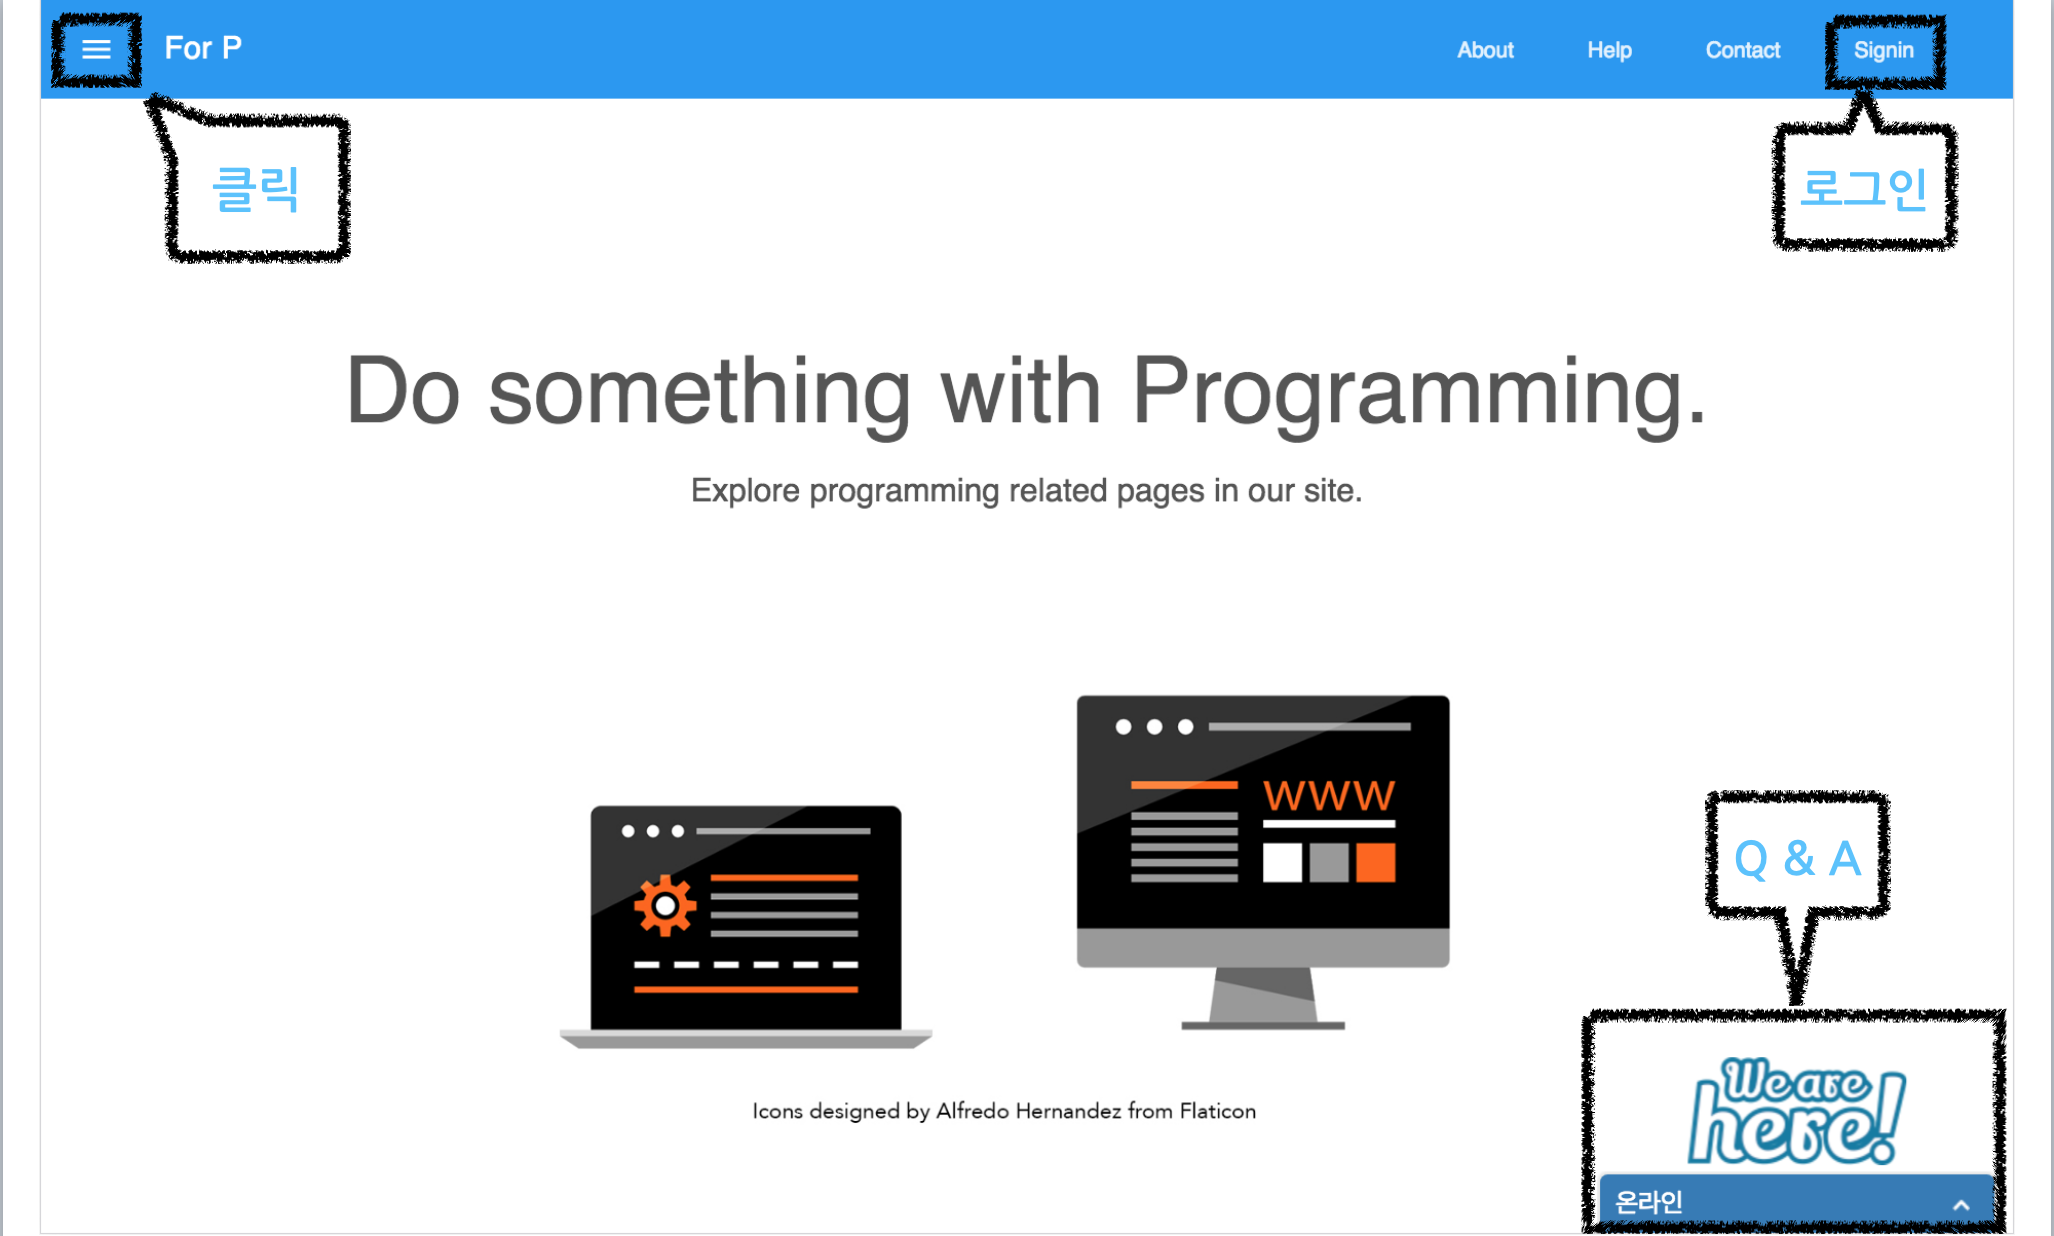 For P
About
Help
Contact
Signin
클릭
로그인
Do something with Programming.
Explore programming related pages in our site.
WWW
Q & A
We are
here!
Icons designed by Alfredo Hernandez from Flaticon
온라인